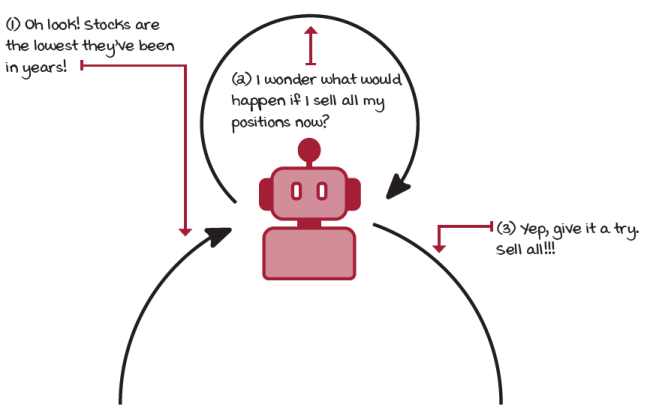 (1) Oh look! Stocks are
the lowest they've been
in years!
(2) I wonder what would
happen if I sell all my
positions now?
(3) Yep, give it a try.
Sell all!!!